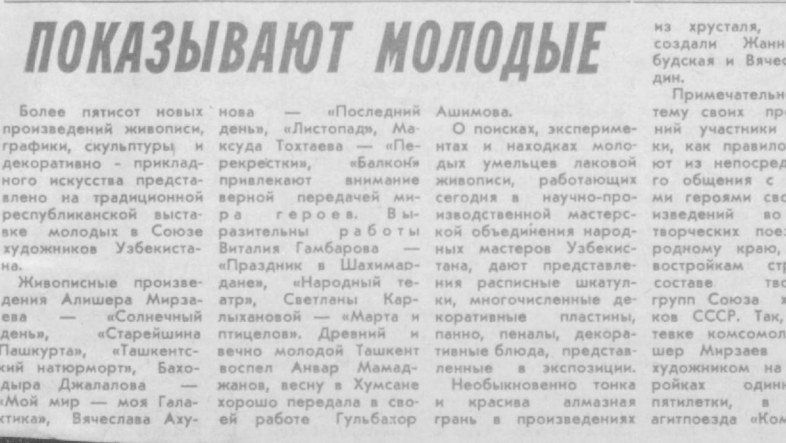 ПОКАЗЫВАЮТ МОЛОДЫЕ
Более пятисот новых
произведений живописи,
графики, скульптуры и
декоративно - приклад-
ного искусства предста-
влено на традиционной
республиканской выста-
вке молодых в Союзе
художников Узбекиста-
на.
Живописные произве-
дения Алишера Мирза-
ева — «Солнечный
день», «Старейшина
Пашкурта», «Ташкентс-
кий натюрморт», Бахо-
дыра Джалалова —
«Мой мир — моя Гала-
ктика», Вячеслава Аху-
нова — «Последний
день», «Листопад», Ма-
ксуда Тохтаева — «Пе-
рекрестки», «Балкон»
привлекают внимание
верной передачей ми-
ра героев. Вы-
разительны работы
Виталия Гамбарова —
«Праздник в Шахимар-
дане», «Народный те-
атр», Светланы Кар-
лыхановой — «Марта и
птицелов». Древний и
вечно молодой Ташкент
воспел Анвар Мамад-
жанов, весну в Хумсане
хорошо передала в сво-
ей работе Гульбахор
Ашимова.
О поисках, экспериме-
нтах и находках моло-
дых умельцев лаковой
живописи, работающих
сегодня в научно-про-
изводственной мастерс-
кой объединения народ-
ных мастеров Узбекис-
тана, дают представле-
ния расписные шкатул-
ки, многочисленные де-
коративные пластины,
панно, пеналы, декора-
тивные блюда, представ-
ленные в экспозиции.
Необыкновенно тонка
и красива алмазная
грань в произведениях
из хрусталя,
создали Жанн
будская и Вячес
дин.
Примечательн
тему своих пр
ний участники
ки, как правило
ют из непосред
го общения с
ми героями сво
изведений во
творческих пое
родному краю,
востройкам стр
составе тво
групп Союза х
ков СССР. Так,
тевке комсомол
шер Мирзаев
художником на
ройках один
пятилетки, в
агитпоезда «Ком